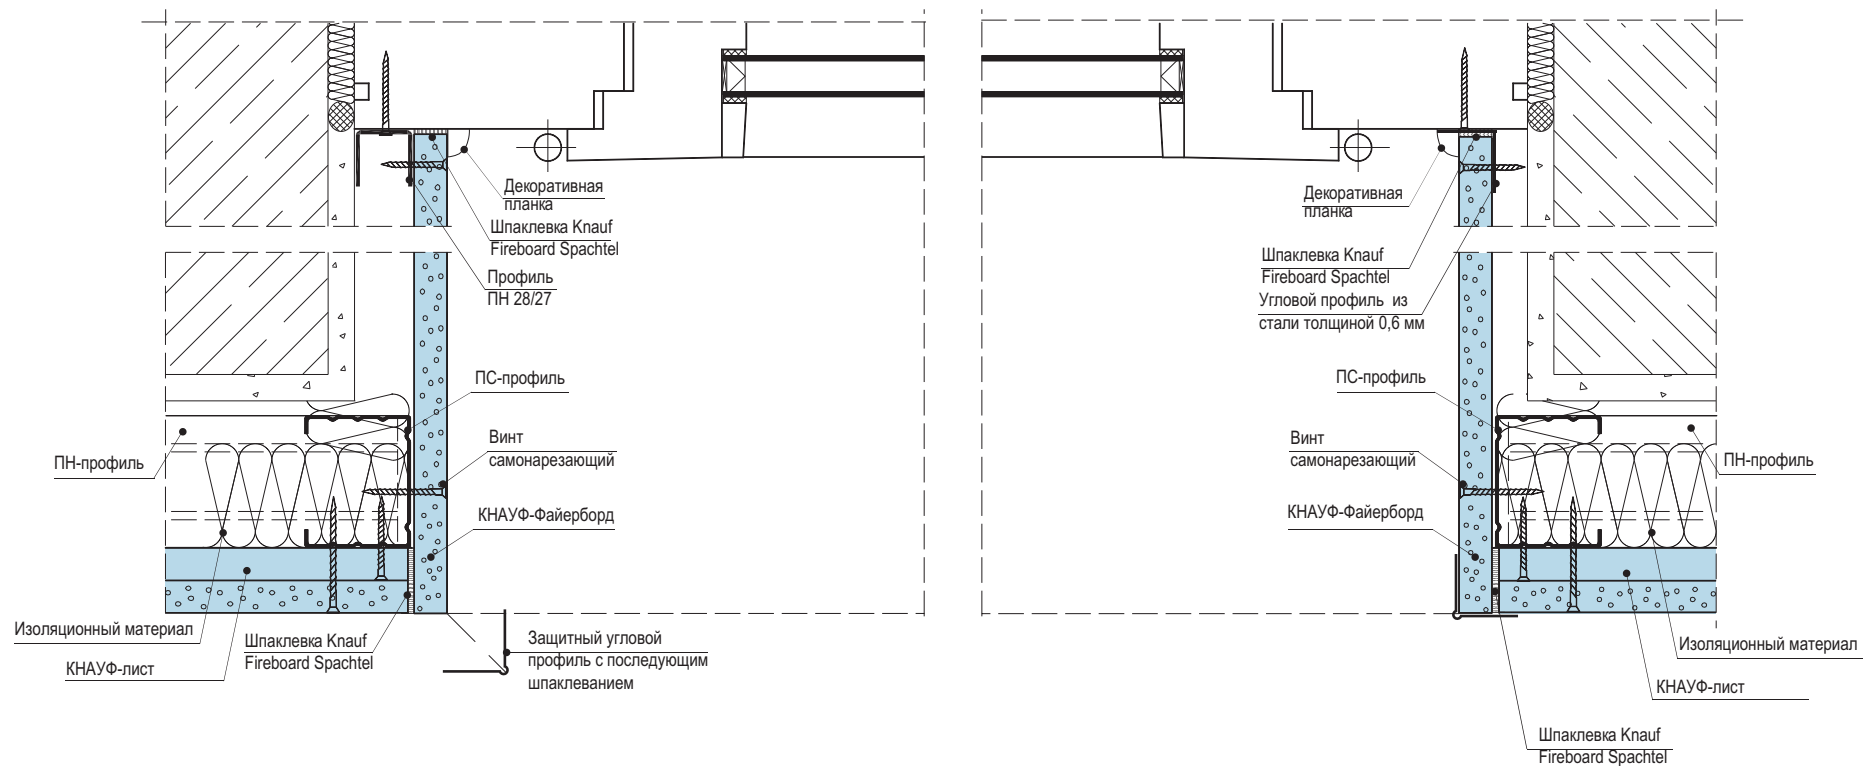 Декоративная
планка
Шпаклевка Knauf
Fireboard Spachtel
Профиль
ПН 28/27
ПС-профиль
Винт
самонарезающий
ПН-профиль
КНАУФ-Файерборд
Изоляционный материал
КНАУФ-лист
Шпаклевка Knauf
Fireboard Spachtel
Защитный угловой
профиль с последующим
шпаклеванием
Декоративная
планка
Шпаклевка Knauf
Fireboard Spachtel
Угловой профиль из
стали толщиной 0,6 мм
ПС-профиль
Винт
самонарезающий
ПН-профиль
КНАУФ-Файерборд
Изоляционный материал
КНАУФ-лист
Шпаклевка Knauf
Fireboard Spachtel